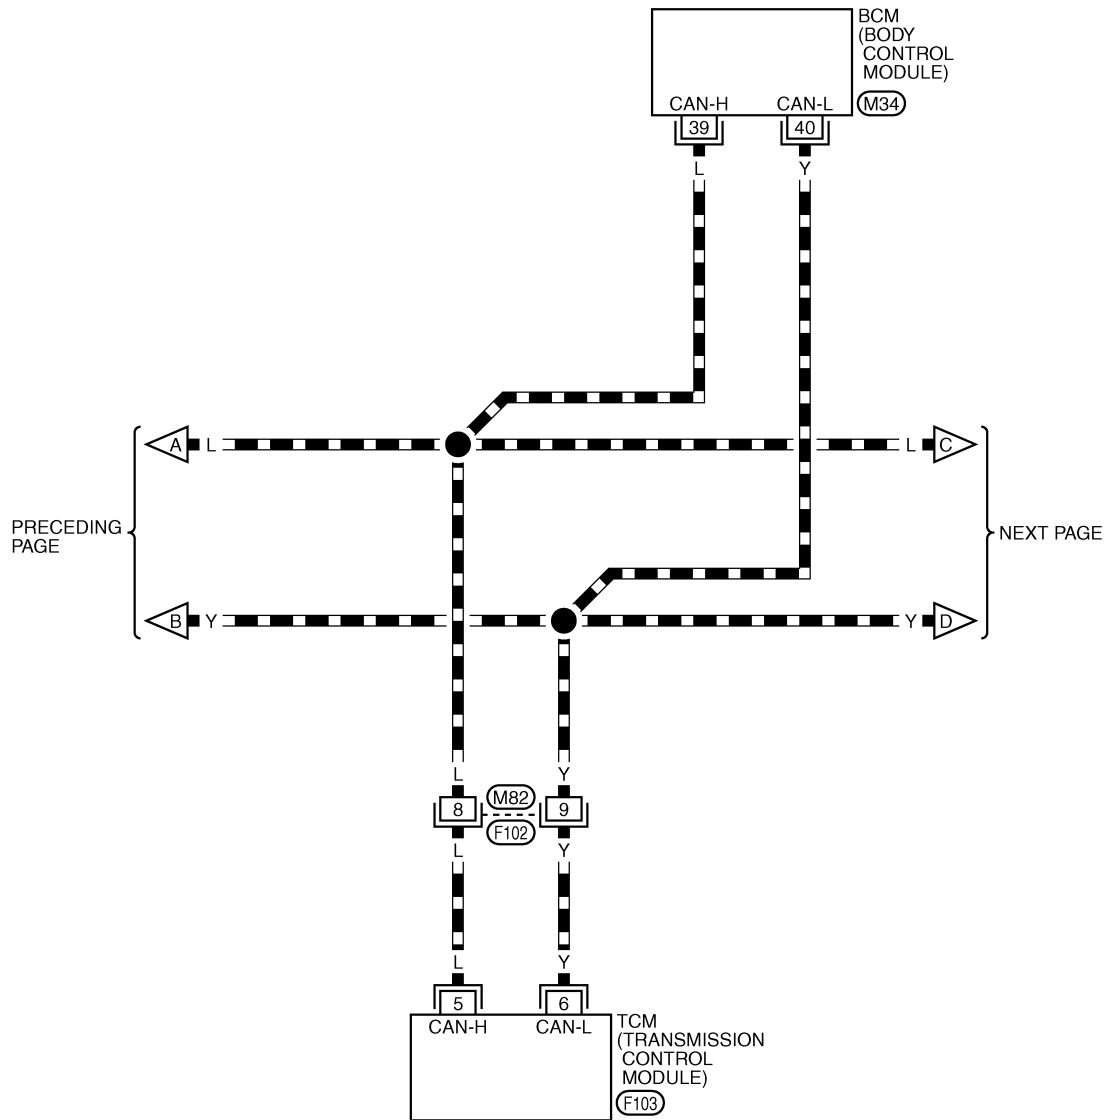 BCM
(BODY
CONTROL
MODULE)
M34
CAN-H CAN-L
39 40
L Y
A L L C
PRECEDING
PAGE
NEXT PAGE
B Y Y D
L Y
8 M82 9
F102
L Y
L Y
5 6
CAN-H CAN-L
TCM
(TRANSMISSION
CONTROL
MODULE)
F103